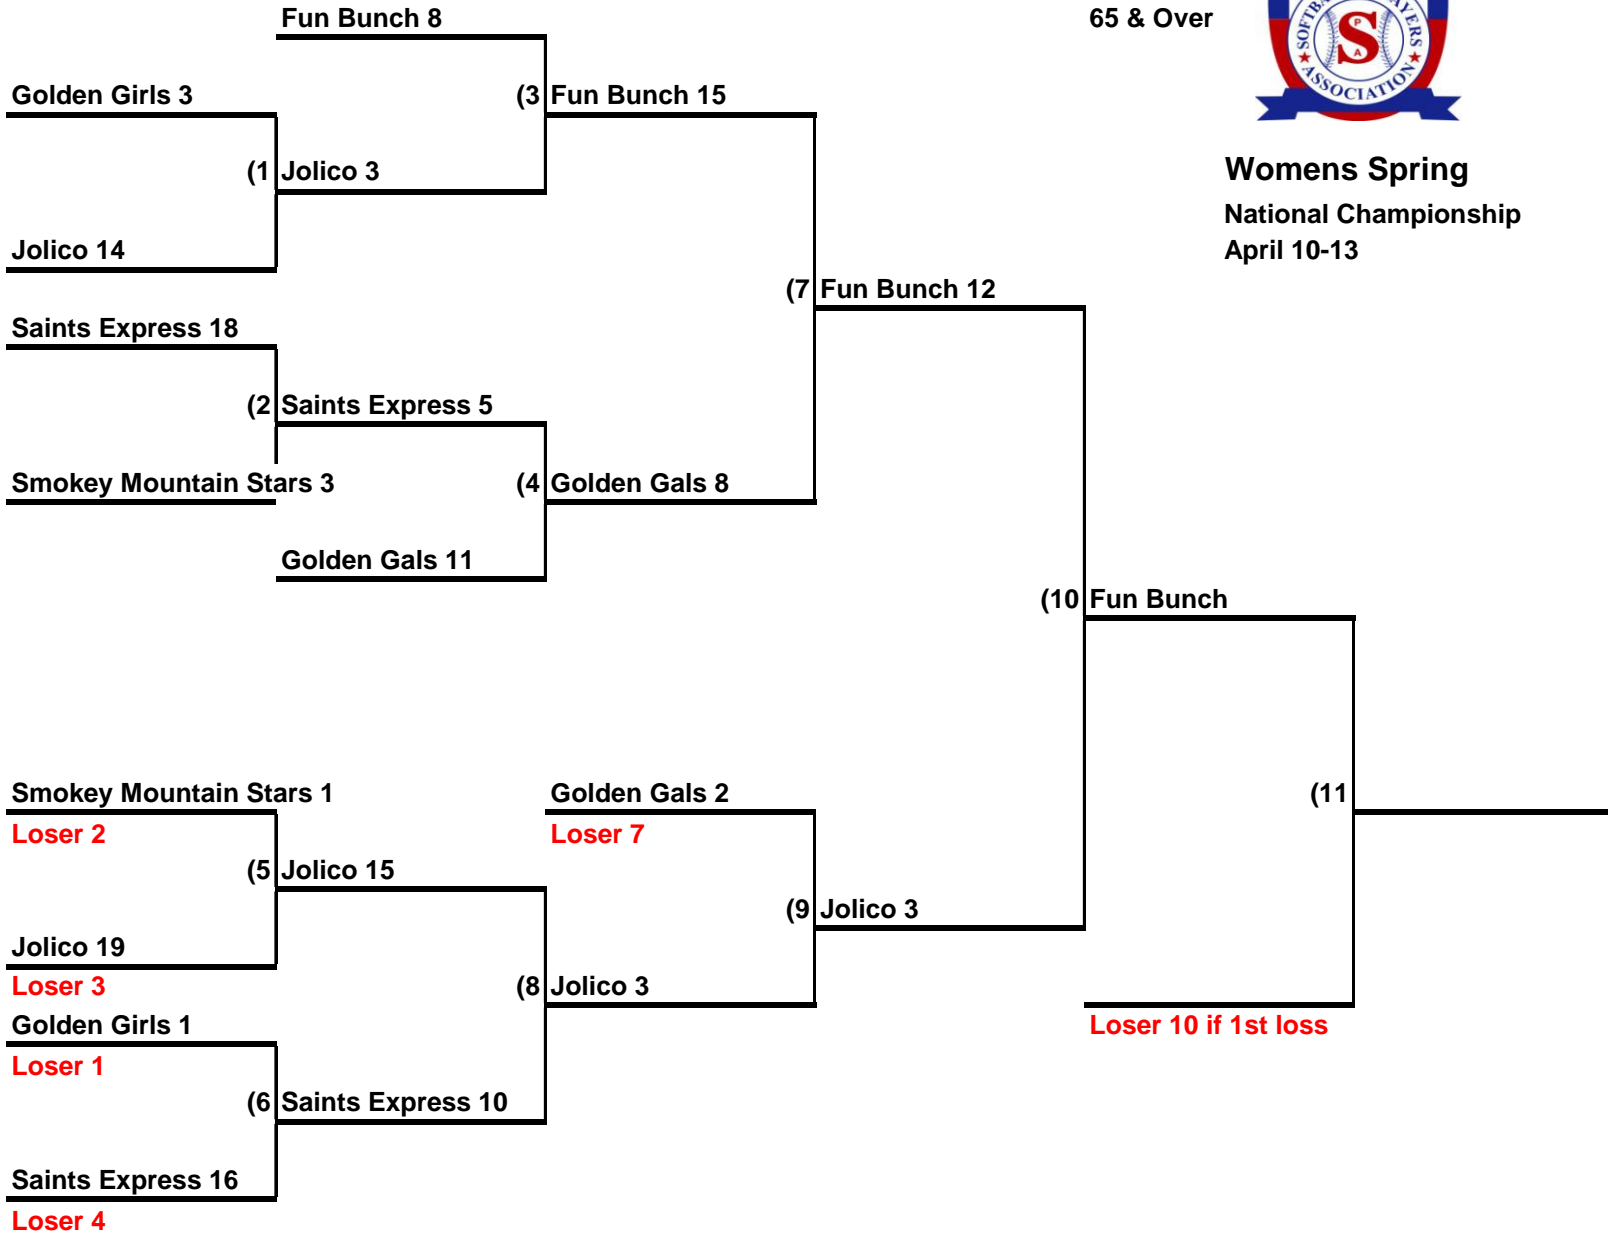 Fun Bunch 8
65 & Over
S
P
A
ASSOCIATION
Golden Girls 3
(3 Fun Bunch 15
(1 Jolico 3
Womens Spring
National Championship
Jolico 14
April 10-13
(7 Fun Bunch 12
Saints Express 18
(2 Saints Express 5
Smokey Mountain Stars 3
(4 Golden Gals 8
Golden Gals 11
(10 Fun Bunch
Smokey Mountain Stars 1
Golden Gals 2
(11
Loser 2
Loser 7
(5 Jolico 15
(9 Jolico 3
Jolico 19
Loser 3
(8 Jolico 3
Golden Girls 1
Loser 10 if 1st loss
Loser 1
(6 Saints Express 10
Saints Express 16
Loser 4